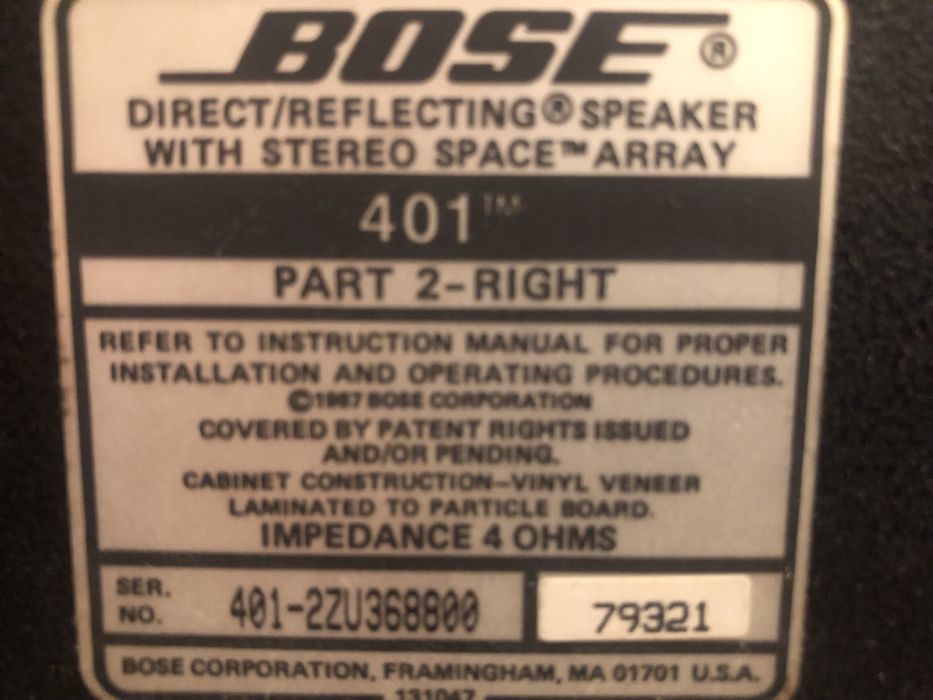 BOSE®
DIRECT/REFLECTING® SPEAKER
WITH STEREO SPACE™ ARRAY
401™
PART 2-RIGHT
REFER TO INSTRUCTION MANUAL FOR PROPER
INSTALLATION AND OPERATING PROCEDURES.
©1987 BOSE CORPORATION
COVERED BY PATENT RIGHTS ISSUED
AND/OR PENDING.
CABINET CONSTRUCTION-VINYL VENEER
LAMINATED TO PARTICLE BOARD.
IMPEDANCE 4 OHMS
SER.
NO. 401-2ZU368800 79321
BOSE CORPORATION, FRAMINGHAM, MA 01701 U.S.A.
131047